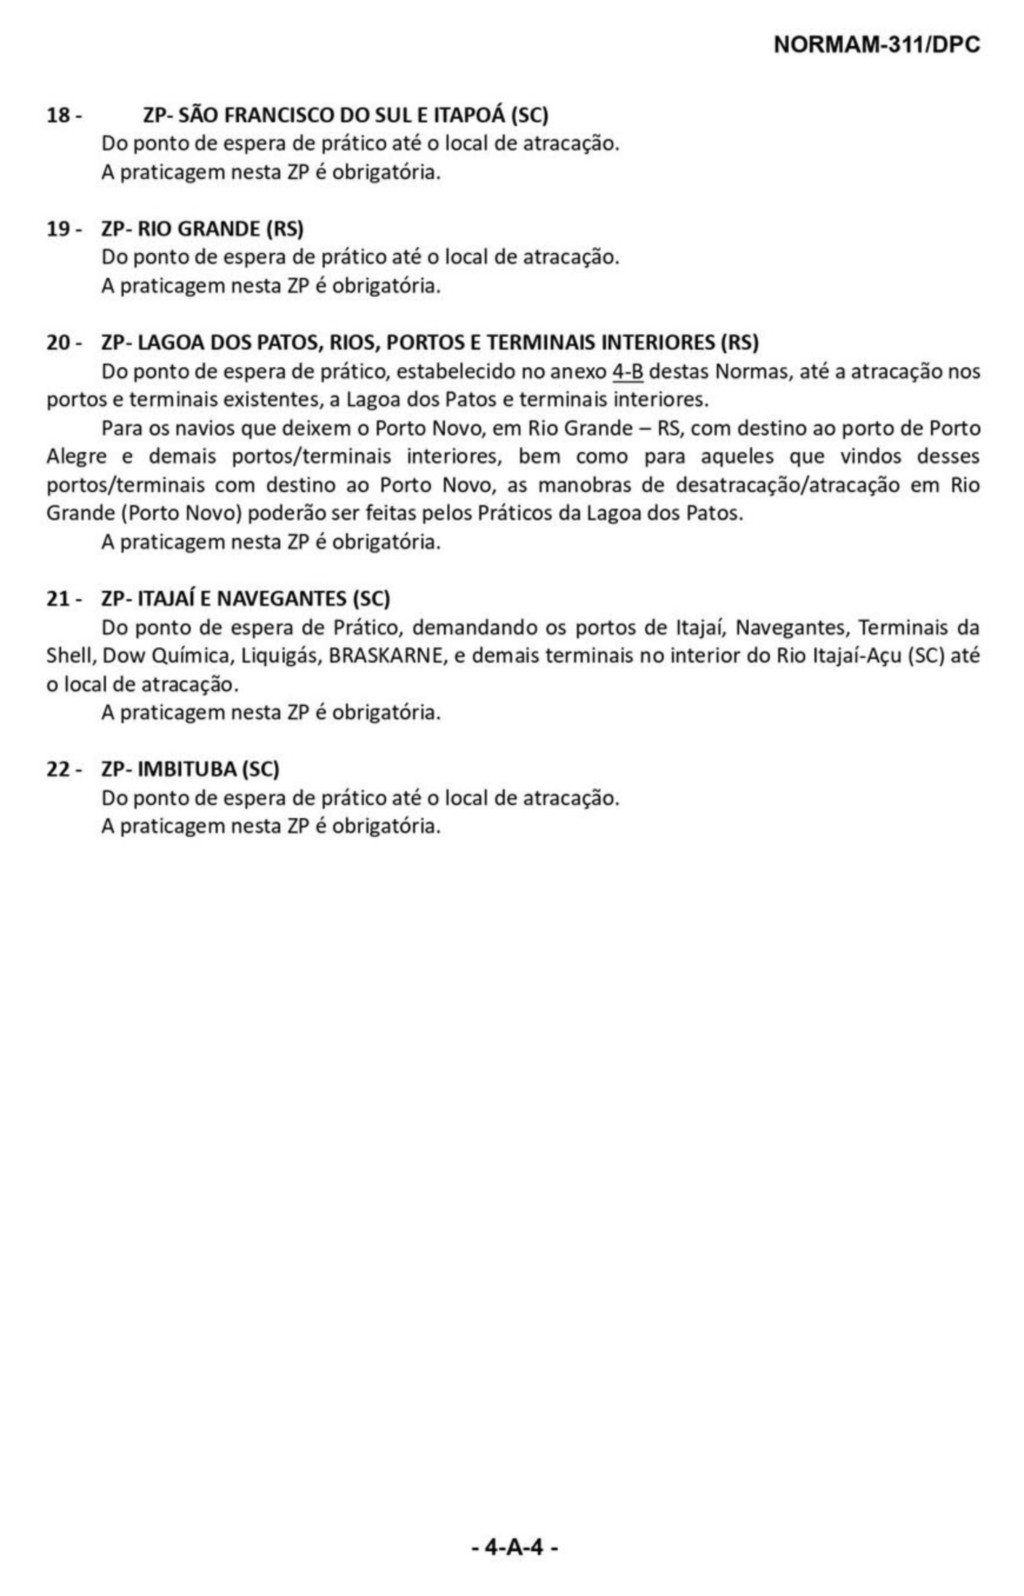 NORMAM-311/DPC
18 - ZP- SÃO FRANCISCO DO SUL E ITAPOÁ (SC)
Do ponto de espera de prático até o local de atracação.
A praticagem nesta ZP é obrigatória.
19 - ZP- RIO GRANDE (RS)
Do ponto de espera de prático até o local de atracação.
A praticagem nesta ZP é obrigatória.
20 - ZP- LAGOA DOS PATOS, RIOS, PORTOS E TERMINAIS INTERIORES (RS)
Do ponto de espera de prático, estabelecido no anexo 4-B destas Normas, até a atracação nos
portos e terminais existentes, a Lagoa dos Patos e terminais interiores.
Para os navios que deixem o Porto Novo, em Rio Grande – RS, com destino ao porto de Porto
Alegre e demais portos/terminais interiores, bem como para aqueles que vindos desses
portos/terminais com destino ao Porto Novo, as manobras de desatracação/atracação em Rio
Grande (Porto Novo) poderão ser feitas pelos Práticos da Lagoa dos Patos.
A praticagem nesta ZP é obrigatória.
21 - ZP- ITAJAÍ E NAVEGANTES (SC)
Do ponto de espera de Prático, demandando os portos de Itajaí, Navegantes, Terminais da
Shell, Dow Química, Liquigás, BRASKARNE, e demais terminais no interior do Rio Itajaí-Açu (SC) até
o local de atracação.
A praticagem nesta ZP é obrigatória.
22 - ZP- IMBITUBA (SC)
Do ponto de espera de prático até o local de atracação.
A praticagem nesta ZP é obrigatória.
- 4-A-4 -